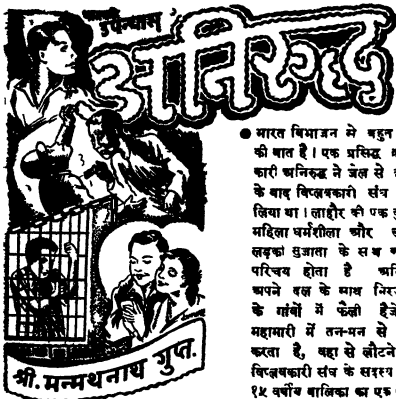 उपन्यास
अनिरुद्ध
● भारत विभाजन से बहुत
की बात है। एक प्रसिद्ध
कारी अनिरुद्ध ने जेल से
के बाद विप्लवकारी संघ
लिया था। लाहौर की एक
महिला धर्मशीला और
लड़की सुजाता के साथ
परिचय होता है
अपने दल के साथ
के गांवों में फैली
महामारी में तन-मन से
करता है, वहा से लौटने
विप्लवकारी संघ के सदस्य
१५ वर्षीय बालिका का एक
श्री. मन्मथनाथ गुप्त.